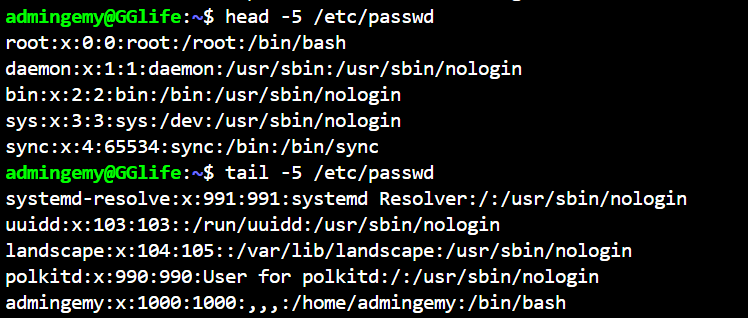 admingemy@GGlife:~$ head -5 /etc/passwd
root:x:0:0:root:/root:/bin/bash
daemon:x:1:1:daemon:/usr/sbin:/usr/sbin/nologin
bin:x:2:2:bin:/bin:/usr/sbin/nologin
sys:x:3:3:sys:/dev:/usr/sbin/nologin
sync:x:4:65534:sync:/bin:/bin/sync
admingemy@GGlife:~$ tail -5 /etc/passwd
systemd-resolve:x:991:991:systemd Resolver:/:/usr/sbin/nologin
uuidd:x:103:103::/run/uuidd:/usr/sbin/nologin
landscape:x:104:105::/var/lib/landscape:/usr/sbin/nologin
polkitd:x:990:990:User for polkitd:/:/usr/sbin/nologin
admingemy:x:1000:1000:,,,:/home/admingemy:/bin/bash